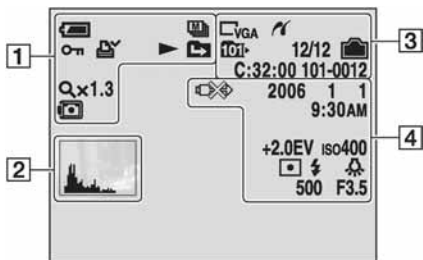 1
M
×1.3
2
VGA
101
12/12
C:32:00 101-0012
3
2006 1 1
9:30AM
+2.0EV ISO400
500 F3.5
4